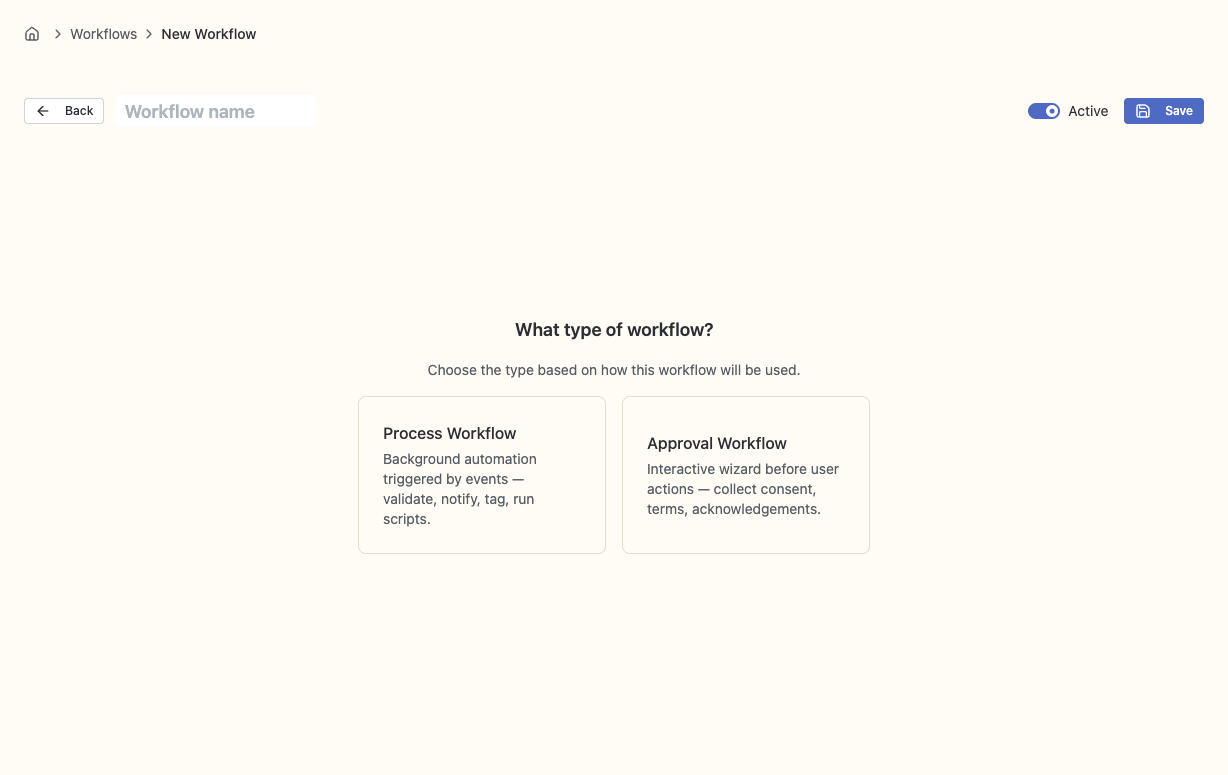 Workflows New Workflow
Back Workflow name Active Save
What type of workflow?
Choose the type based on how this workflow will be used.
Process Workflow
Background automation
triggered by events —
validate, notify, tag, run
scripts.
Approval Workflow
Interactive wizard before user
actions — collect consent,
terms, acknowledgements.